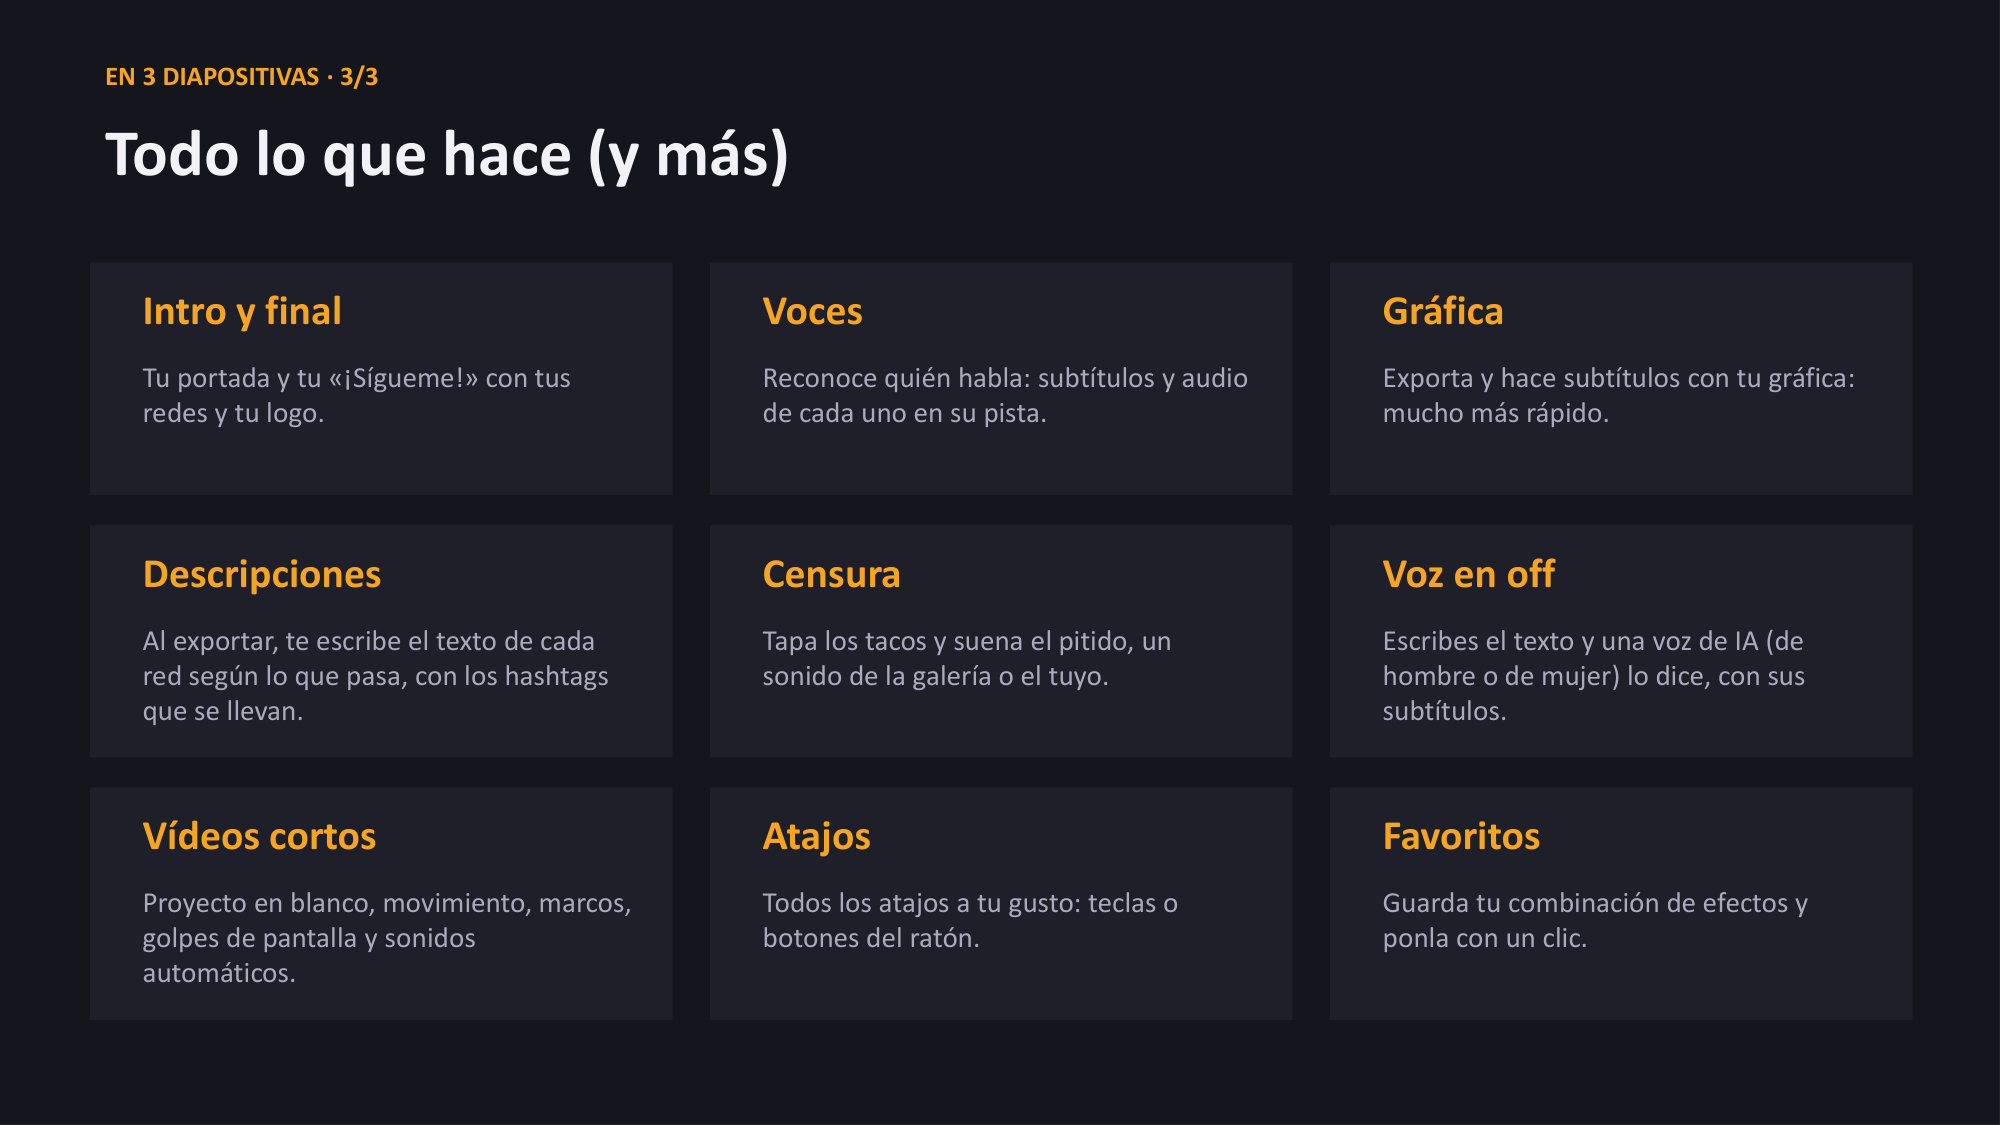 EN 3 DIAPOSITIVAS · 3/3
Todo lo que hace (y más)
Intro y final
Tu portada y tu «¡Sígueme!» con tus
redes y tu logo.
Voces
Reconoce quién habla: subtítulos y audio
de cada uno en su pista.
Gráfica
Exporta y hace subtítulos con tu gráfica:
mucho más rápido.
Descripciones
Al exportar, te escribe el texto de cada
red según lo que pasa, con los hashtags
que se llevan.
Censura
Tapa los tacos y suena el pitido, un
sonido de la galería o el tuyo.
Voz en off
Escribes el texto y una voz de IA (de
hombre o de mujer) lo dice, con sus
subtítulos.
Vídeos cortos
Proyecto en blanco, movimiento, marcos,
golpes de pantalla y sonidos
automáticos.
Atajos
Todos los atajos a tu gusto: teclas o
botones del ratón.
Favoritos
Guarda tu combinación de efectos y
ponla con un clic.